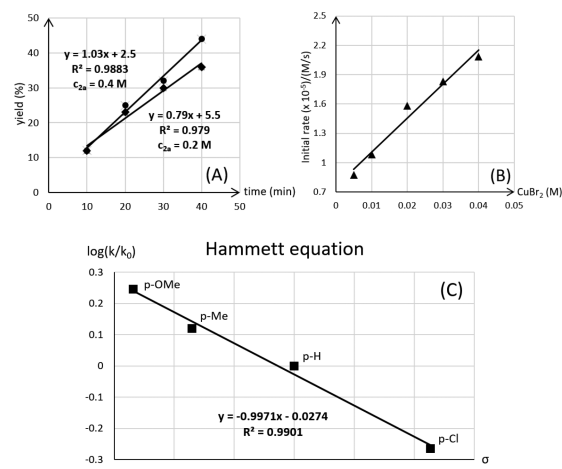 50
40
30
20
10
0
yield (%)
y = 1.03x + 2.5
R² = 0.9883
c₂ₐ = 0.4 M
y = 0.79x + 5.5
R² = 0.979
c₂ₐ = 0.2 M
(A)
0 10 20 30 40 50
time (min)
2.5
2.2
1.9
1.6
1.3
1
0.7
Initial rate (x 10⁻⁵)/(M/s)
(B)
0 0.01 0.02 0.03 0.04 0.05
CuBr₂ (M)
log(k/k₀)
Hammett equation
(C)
0.3
0.2
0.1
0
-0.1
-0.2
-0.3
p-OMe
p-Me
p-H
p-Cl
y = -0.9971x - 0.0274
R² = 0.9901
σ